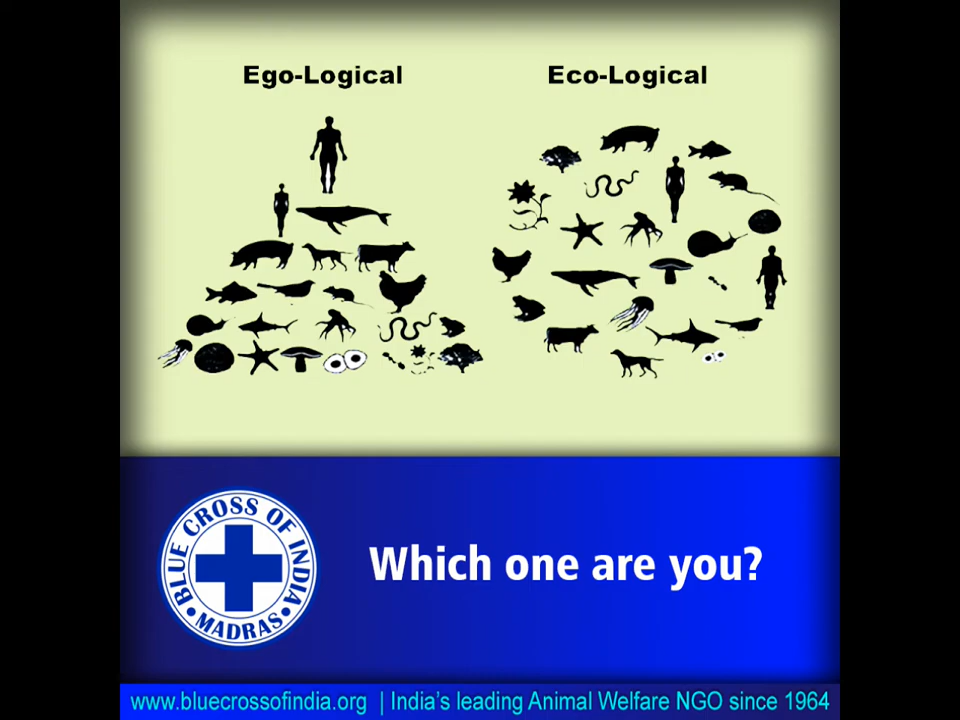 Ego-Logical
Eco-Logical
BLUE CROSS OF INDIA
• MADRAS •
Which one are you?
www.bluecrossofindia.org | India's leading Animal Welfare NGO since 1964